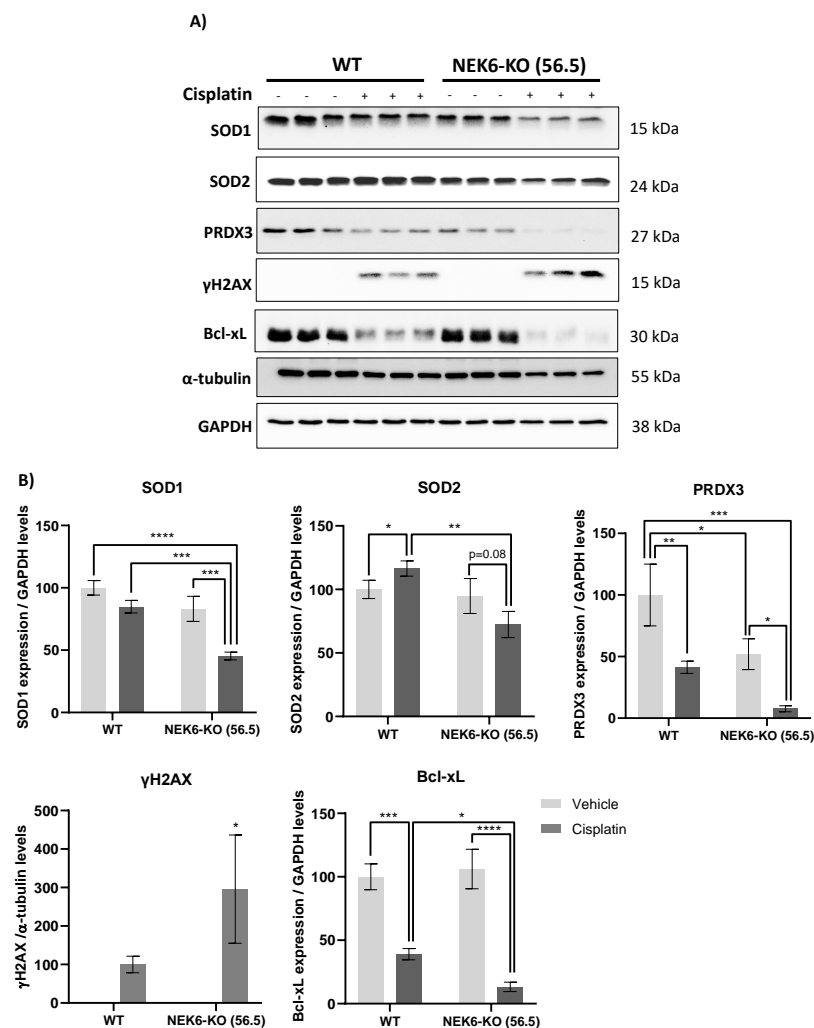 A)
WT NEK6-KO (56.5)
Cisplatin - - - + + + - - - + + +
SOD1 15 kDa
SOD2 24 kDa
PRDX3 27 kDa
γH2AX 15 kDa
Bcl-xL 30 kDa
α-tubulin 55 kDa
GAPDH 38 kDa
B)
SOD1
SOD1 expression / GAPDH levels
150
100
50
0
****
***
***
WT NEK6-KO (56.5)
SOD2
SOD2 expression / GAPDH levels
150
100
50
0
*
**
p=0.08
WT NEK6-KO (56.5)
PRDX3
PRDX3 expression / GAPDH levels
150
100
50
0
***
*
**
*
WT NEK6-KO (56.5)
γH2AX
γH2AX /α-tubulin levels
500
400
300
200
100
0
*
WT NEK6-KO (56.5)
Bcl-xL
Bcl-xL expression / GAPDH levels
150
100
50
0
***
*
****
WT NEK6-KO (56.5)
Vehicle
Cisplatin